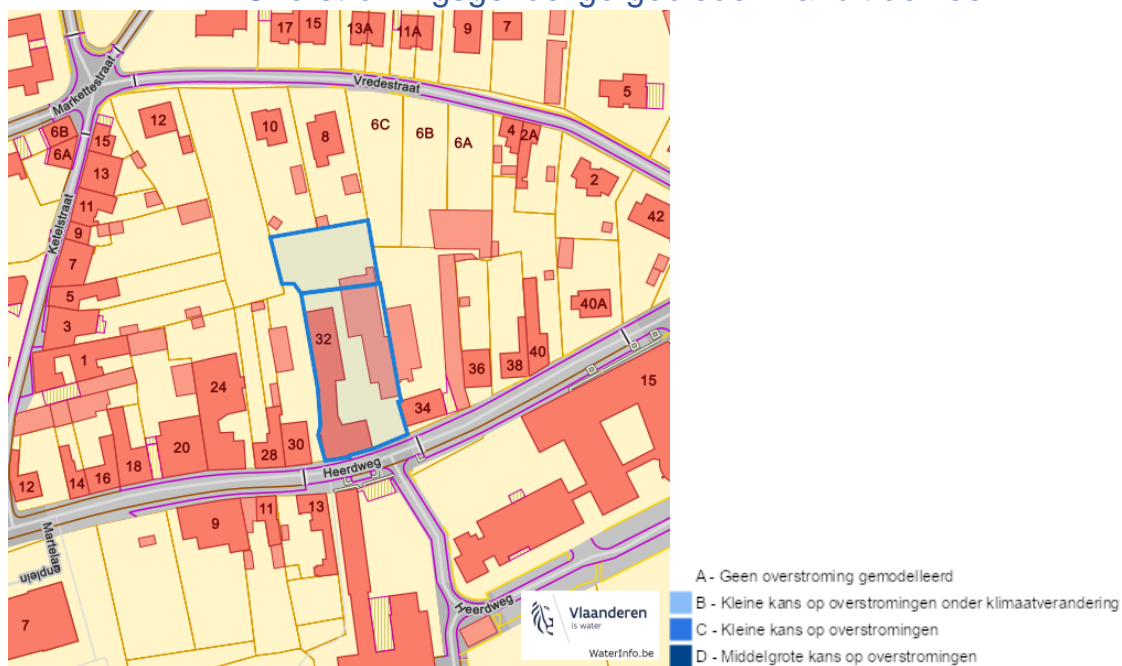 17 15 13A 11A 9 7
Markettestraat
Vredestraat
5
6B 6A 15 12 10 8 6C 6B 6A 4 2A
13
2
11
42
Ketelstraat
9
7
5
3
40A
32
1
24
36 38 40
15
34
20
30
28
18
16
14
12
Heerdweg
9 11 13
Martelaa
enplein
7
Heerdweg
Vlaanderen
is water
WaterInfo.be
A - Geen overstroming gemodelleerd
B - Kleine kans op overstromingen onder klimaatverandering
C - Kleine kans op overstromingen
D - Middelgrote kans op overstromingen